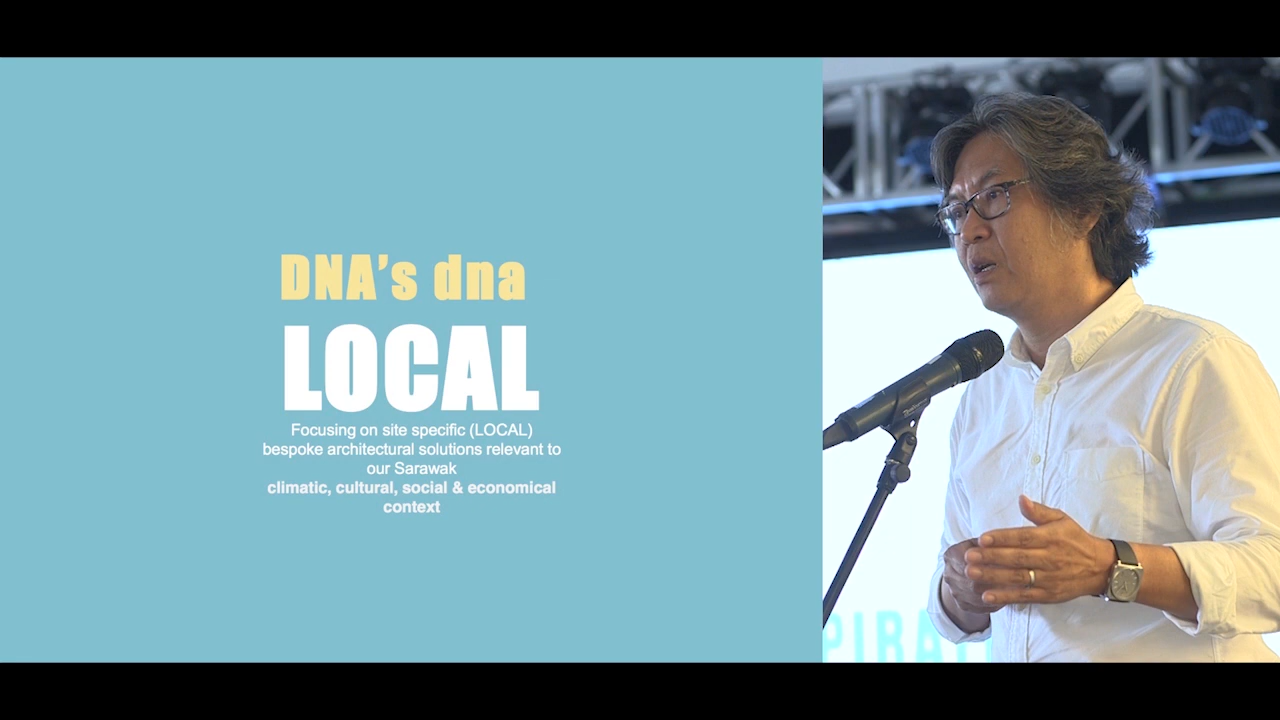 DNA’s dna
LOCAL
Focusing on site specific (LOCAL)
bespoke architectural solutions relevant to
our Sarawak
climatic, cultural, social & economical
context